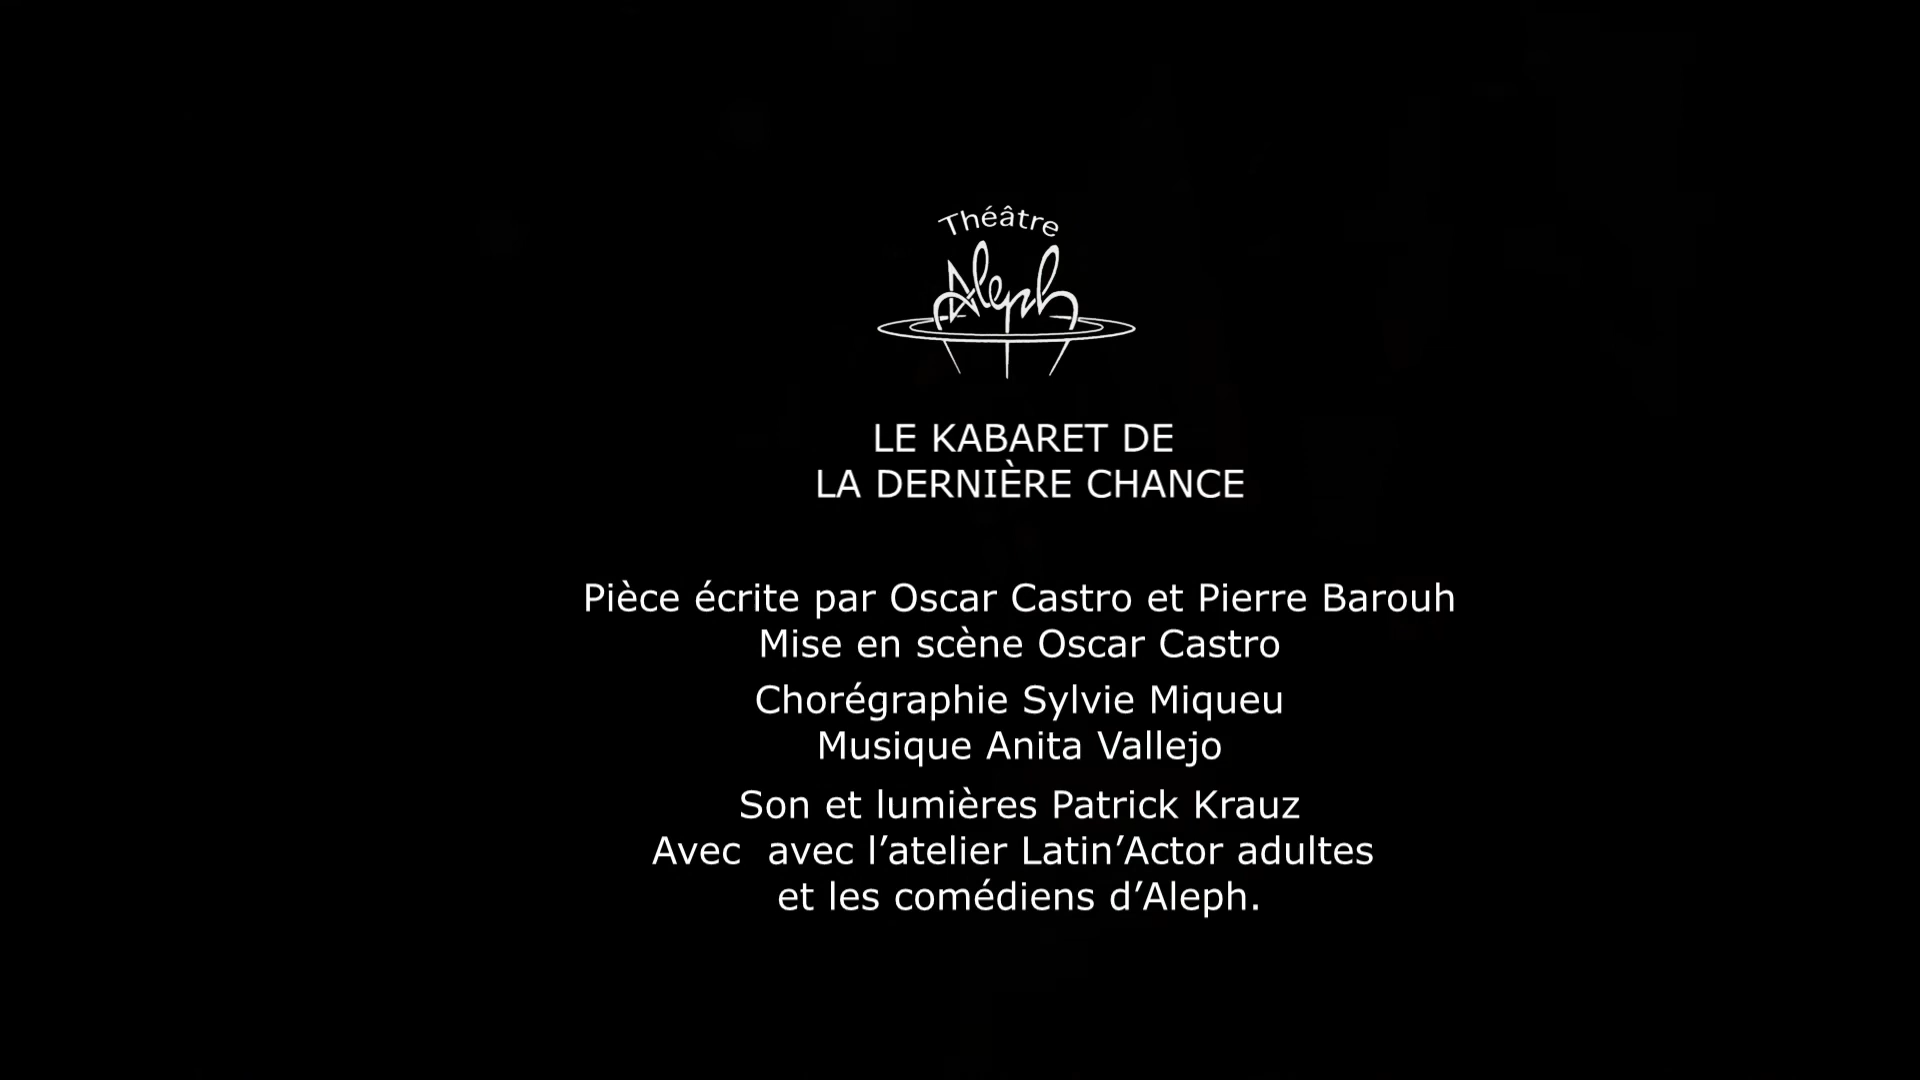 Théâtre
Aleph
LE KABARET DE
LA DERNIÈRE CHANCE
Pièce écrite par Oscar Castro et Pierre Barouh
Mise en scène Oscar Castro
Chorégraphie Sylvie Miqueu
Musique Anita Vallejo
Son et lumières Patrick Krauz
Avec  avec l’atelier Latin’Actor adultes
et les comédiens d’Aleph.